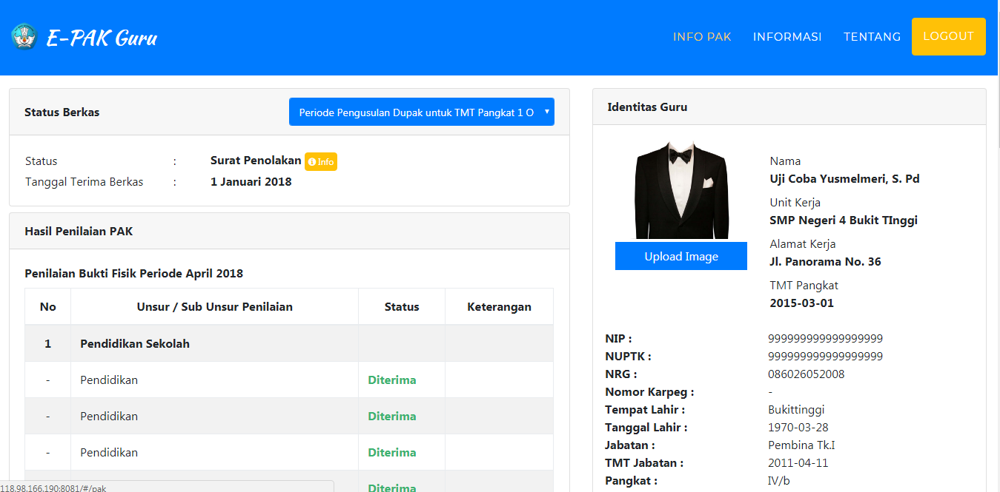 E-PAK Guru
INFO PAK
INFORMASI
TENTANG
LOGOUT
Status Berkas
Periode Pengusulan Dupak untuk TMT Pangkat 1 O
Status : Surat Penolakan Info
Tanggal Terima Berkas : 1 Januari 2018
Hasil Penilaian PAK
Penilaian Bukti Fisik Periode April 2018
No Unsur / Sub Unsur Penilaian Status Keterangan
1 Pendidikan Sekolah
- Pendidikan Diterima
- Pendidikan Diterima
- Pendidikan Diterima
Diterima
118.98.166.190:8081/#/pak
Identitas Guru
Upload Image
Nama
Uji Coba Yusmelmeri, S. Pd
Unit Kerja
SMP Negeri 4 Bukit TInggi
Alamat Kerja
Jl. Panorama No. 36
TMT Pangkat
2015-03-01
NIP : 999999999999999999
NUPTK : 999999999999999999
NRG : 086026052008
Nomor Karpeg : -
Tempat Lahir : Bukittinggi
Tanggal Lahir : 1970-03-28
Jabatan : Pembina Tk.I
TMT Jabatan : 2011-04-11
Pangkat : IV/b